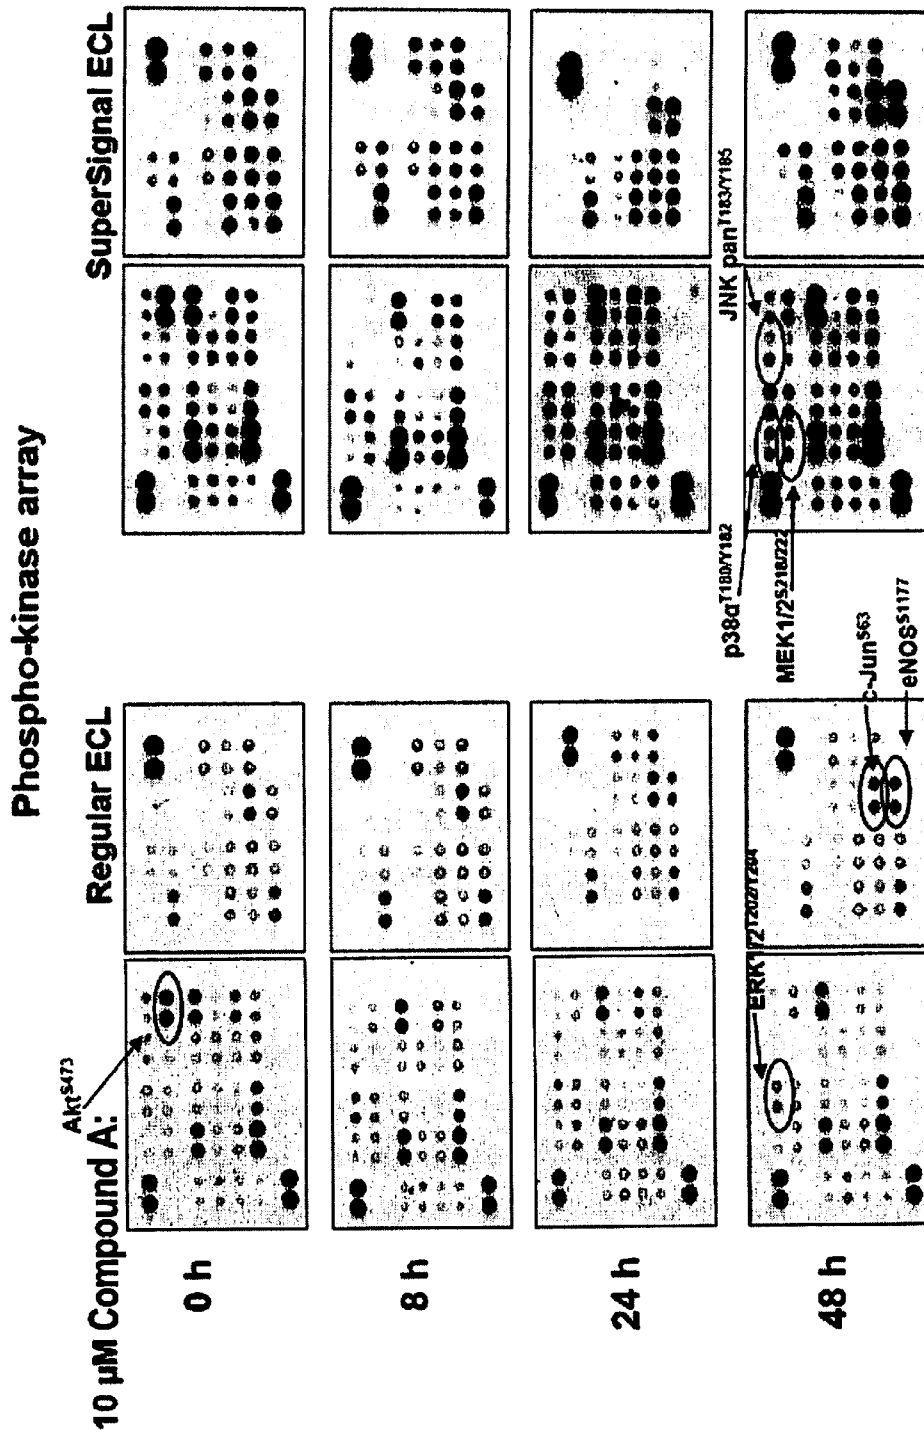 Phospho-kinase array
10 µM Compound A:
Regular ECL
SuperSignal ECL
Akt^S473
0 h
8 h
24 h
48 h
ERK1/2^T202/Y204
c-Jun^S63
eNOS^S1177
p38α^T180/Y182
MEK1/2^S218/222
JNK pan^T183/Y185